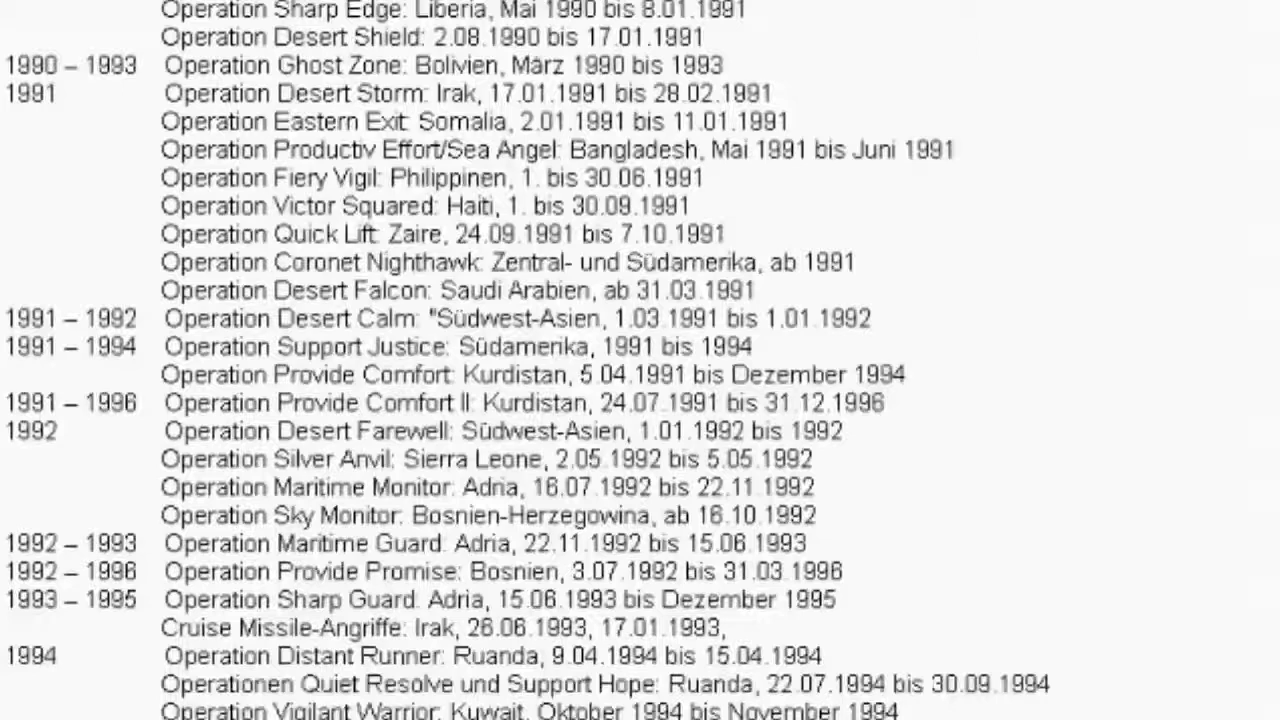 Operation Sharp Edge: Liberia, Mai 1990 bis 8.01.1991
Operation Desert Shield: 2.08.1990 bis 17.01.1991
1990 – 1993 Operation Ghost Zone: Bolivien, März 1990 bis 1993
1991 Operation Desert Storm: Irak, 17.01.1991 bis 28.02.1991
Operation Eastern Exit: Somalia, 2.01.1991 bis 11.01.1991
Operation Productiv Effort/Sea Angel: Bangladesh, Mai 1991 bis Juni 1991
Operation Fiery Vigil: Philippinen, 1. bis 30.06.1991
Operation Victor Squared: Haiti, 1. bis 30.09.1991
Operation Quick Lift: Zaire, 24.09.1991 bis 7.10.1991
Operation Coronet Nighthawk: Zentral- und Südamerika, ab 1991
Operation Desert Falcon: Saudi Arabien, ab 31.03.1991
1991 – 1992 Operation Desert Calm: "Südwest-Asien, 1.03.1991 bis 1.01.1992
1991 – 1994 Operation Support Justice: Südamerika, 1991 bis 1994
Operation Provide Comfort: Kurdistan, 5.04.1991 bis Dezember 1994
1991 – 1996 Operation Provide Comfort II: Kurdistan, 24.07.1991 bis 31.12.1996
1992 Operation Desert Farewell: Südwest-Asien, 1.01.1992 bis 1992
Operation Silver Anvil: Sierra Leone, 2.05.1992 bis 5.05.1992
Operation Maritime Monitor: Adria, 16.07.1992 bis 22.11.1992
Operation Sky Monitor: Bosnien-Herzegowina, ab 16.10.1992
1992 – 1993 Operation Maritime Guard: Adria, 22.11.1992 bis 15.06.1993
1992 – 1996 Operation Provide Promise: Bosnien, 3.07.1992 bis 31.03.1996
1993 – 1995 Operation Sharp Guard: Adria, 15.06.1993 bis Dezember 1995
Cruise Missile-Angriffe: Irak, 26.06.1993, 17.01.1993,
1994 Operation Distant Runner: Ruanda, 9.04.1994 bis 15.04.1994
Operationen Quiet Resolve und Support Hope: Ruanda, 22.07.1994 bis 30.09.1994
Operation Vigilant Warrior: Kuwait, Oktober 1994 bis November 1994